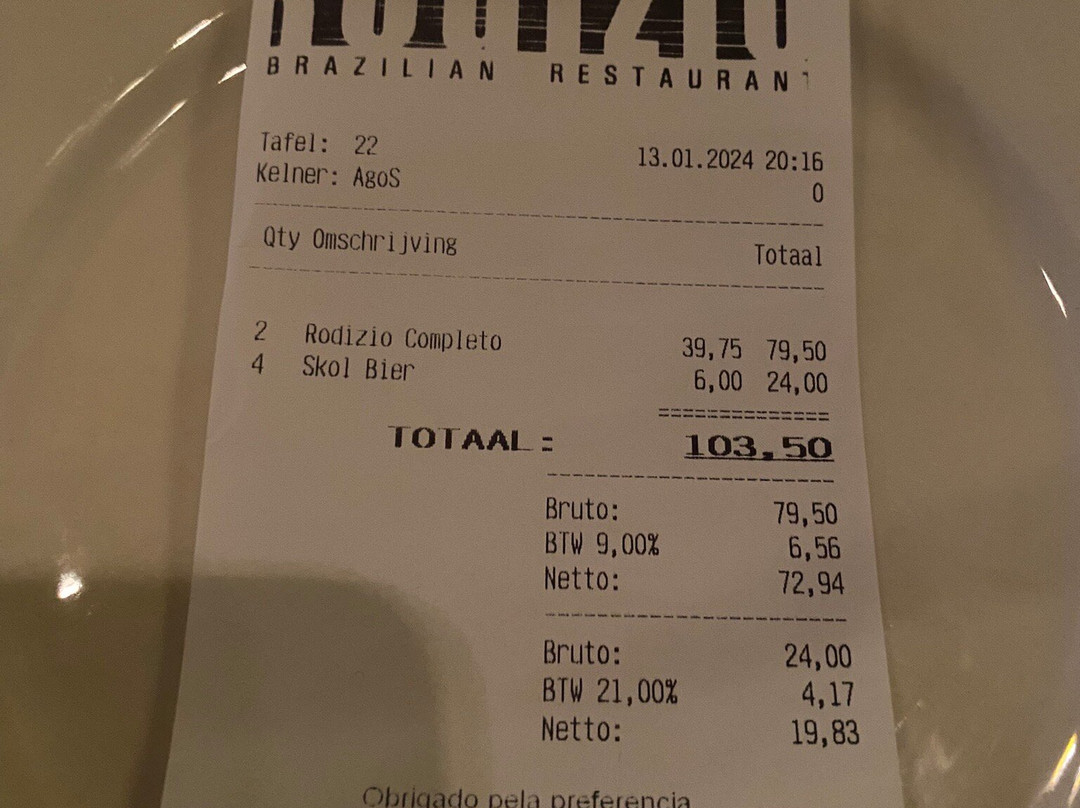 BRAZILIAN RESTAURANT
Tafel: 22
13.01.2024 20:16
Kelner: AgoS
0
Qty Omschrijving Totaal
2 Rodizio Completo 39,75 79,50
4 Skol Bier 6,00 24,00
TOTAAL: 103,50
Bruto: 79,50
BTW 9,00% 6,56
Netto: 72,94
Bruto: 24,00
BTW 21,00% 4,17
Netto: 19,83
Obrigado pela preferencia